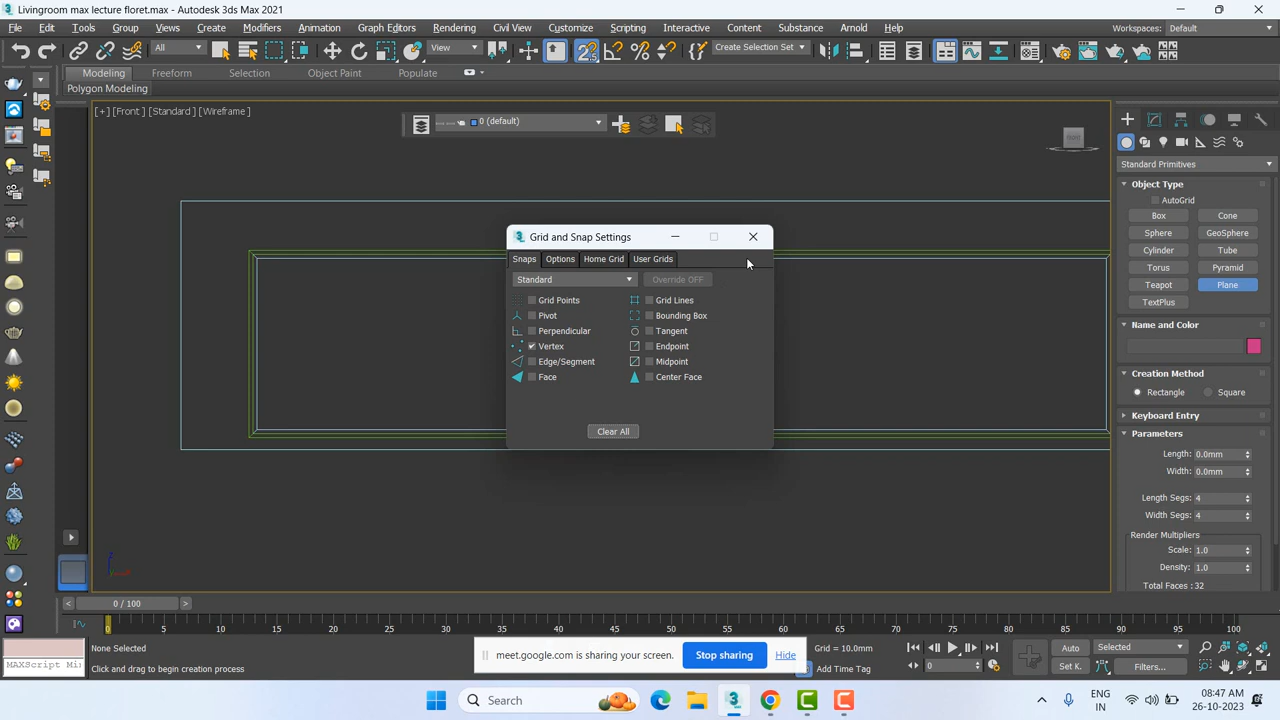 Livingroom max lecture floret.max - Autodesk 3ds Max 2021
File Edit Tools Group Views Create Modifiers Animation Graph Editors Rendering Civil View Customize Scripting Interactive Content Substance Arnold Help
Workspaces: Default
All View Create Selection Set
Modeling Freeform Selection Object Paint Populate
Polygon Modeling
[+] [Front ] [Standard ] [Wireframe ]
0 (default)
FRONT
Standard Primitives
Object Type
AutoGrid
Box Cone
Sphere GeoSphere
Cylinder Tube
Torus Pyramid
Teapot Plane
TextPlus
Name and Color
Creation Method
Rectangle Square
Keyboard Entry
Parameters
Length: 0.0mm
Width: 0.0mm
Length Segs: 4
Width Segs: 4
Render Multipliers
Scale: 1.0
Density: 1.0
Total Faces : 32
Grid and Snap Settings
Snaps Options Home Grid User Grids
Standard Override OFF
Grid Points Grid Lines
Pivot Bounding Box
Perpendicular Tangent
Vertex Endpoint
Edge/Segment Midpoint
Face Center Face
Clear All
< 0 / 100 >
0 5 10 15 20 25 30 35 40 45 50 55 60 65 70 75 80 85 90 95 100
None Selected
MAXScript Mi
Click and drag to begin creation process
meet.google.com is sharing your screen. Stop sharing Hide
Grid = 10.0mm
Add Time Tag
0
Auto Selected
Set K. Filters...
Search
ENG
IN
08:47 AM
26-10-2023